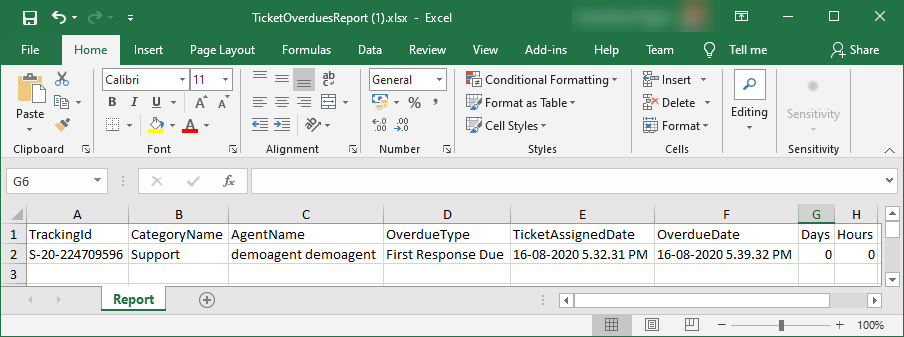 TicketOverduesReport (1).xlsx - Excel
File Home Insert Page Layout Formulas Data Review View Add-ins Help Team Tell me Share
Calibri 11 ab c General Conditional Formatting Insert
Paste B I U A A % , Format as Table Delete Editing Sensitivity
A .00 .0 Cell Styles Format
Clipboard Font Alignment Number Styles Cells Sensitivity
G6 fx
A B C D E F G H
1 TrackingId CategoryName AgentName OverdueType TicketAssignedDate OverdueDate Days Hours
2 S-20-224709596 Support demoagent demoagent First Response Due 16-08-2020 5.32.31 PM 16-08-2020 5.39.32 PM 0 0
3
Report
100%